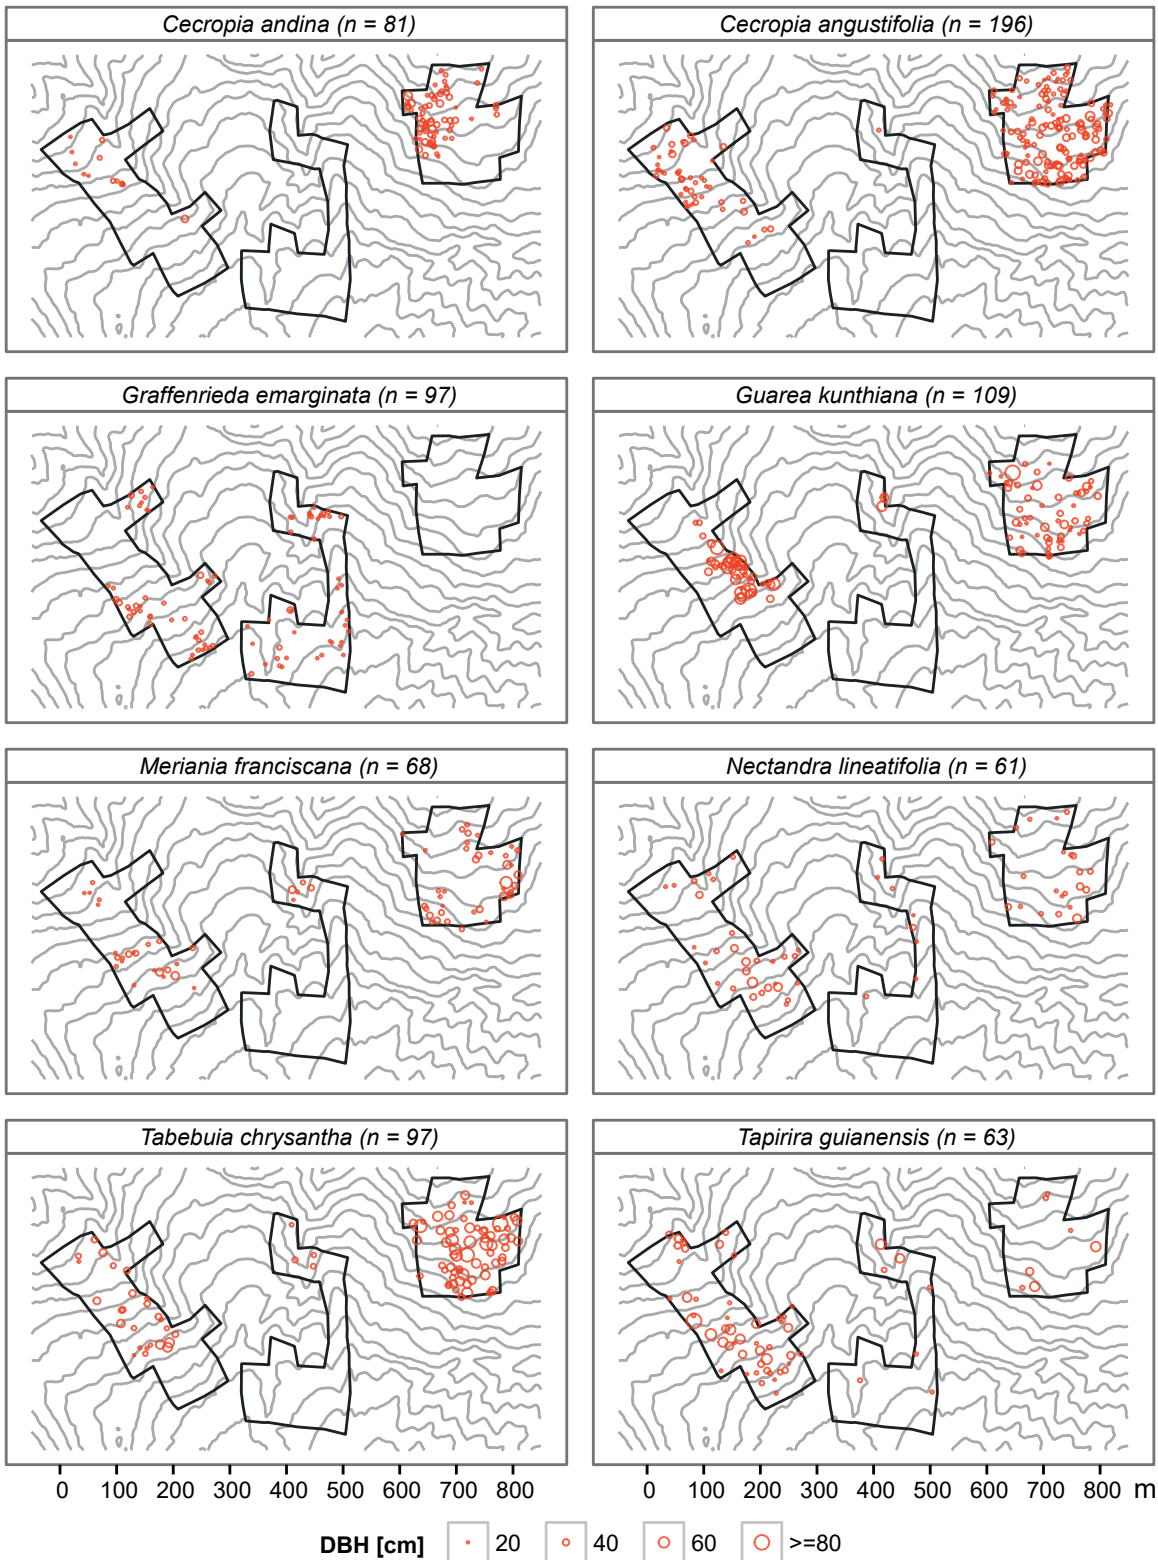 Cecropia andina (n = 81)
Cecropia angustifolia (n = 196)
Graffenrieda emarginata (n = 97)
Guarea kunthiana (n = 109)
Meriania franciscana (n = 68)
Nectandra lineatifolia (n = 61)
Tabebuia chrysantha (n = 97)
Tapirira guianensis (n = 63)
0 100 200 300 400 500 600 700 800
0 100 200 300 400 500 600 700 800 m
DBH [cm] 20 40 60 >=80